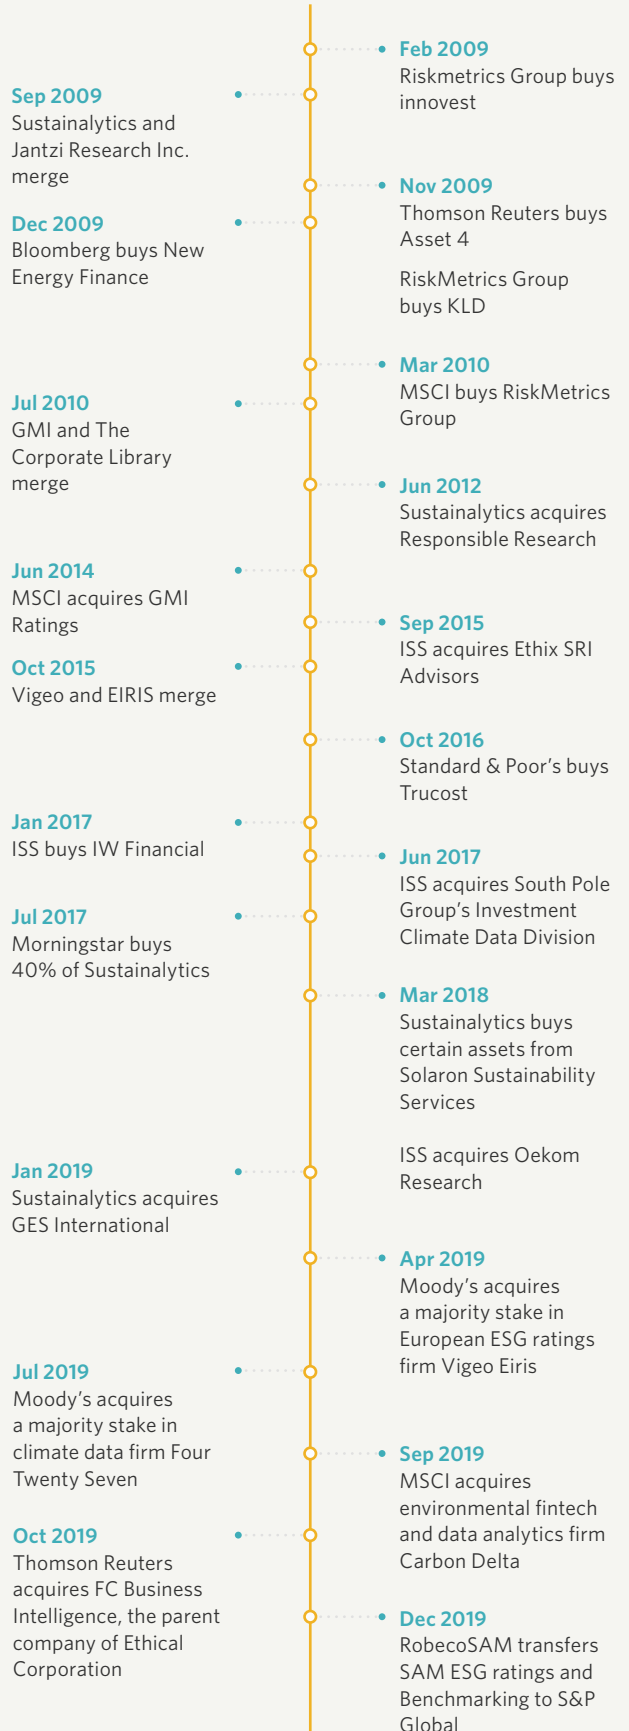 Feb 2009
Riskmetrics Group buys
innovest
Sep 2009
Sustainalytics and
Jantzi Research Inc.
merge
Nov 2009
Thomson Reuters buys
Asset 4
RiskMetrics Group
buys KLD
Dec 2009
Bloomberg buys New
Energy Finance
Mar 2010
MSCI buys RiskMetrics
Group
Jul 2010
GMI and The
Corporate Library
merge
Jun 2012
Sustainalytics acquires
Responsible Research
Jun 2014
MSCI acquires GMI
Ratings
Sep 2015
ISS acquires Ethix SRI
Advisors
Oct 2015
Vigeo and EIRIS merge
Oct 2016
Standard & Poor’s buys
Trucost
Jan 2017
ISS buys IW Financial
Jun 2017
ISS acquires South Pole
Group’s Investment
Climate Data Division
Jul 2017
Morningstar buys
40% of Sustainalytics
Mar 2018
Sustainalytics buys
certain assets from
Solaron Sustainability
Services
ISS acquires Oekom
Research
Jan 2019
Sustainalytics acquires
GES International
Apr 2019
Moody’s acquires
a majority stake in
European ESG ratings
firm Vigeo Eiris
Jul 2019
Moody’s acquires
a majority stake in
climate data firm Four
Twenty Seven
Sep 2019
MSCI acquires
environmental fintech
and data analytics firm
Carbon Delta
Oct 2019
Thomson Reuters
acquires FC Business
Intelligence, the parent
company of Ethical
Corporation
Dec 2019
RobecoSAM transfers
SAM ESG ratings and
Benchmarking to S&P
Global